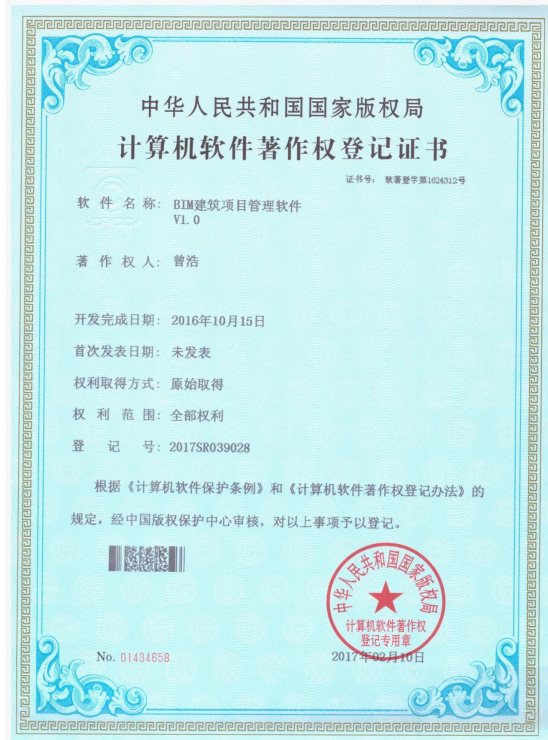 中华人民共和国国家版权局
计算机软件著作权登记证书
证书号： 软著登字第1624312号
软件名称： BIM建筑项目管理软件
V1.0
著作权人： 曾浩
开发完成日期： 2016年10月15日
首次发表日期： 未发表
权利取得方式： 原始取得
权利范围： 全部权利
登记号： 2017SR039028
根据《计算机软件保护条例》和《计算机软件著作权登记办法》的
规定，经中国版权保护中心审核，对以上事项予以登记。
中华人民共和国国家版权局
计算机软件著作权
登记专用章
No. 01434658
2017年02月10日